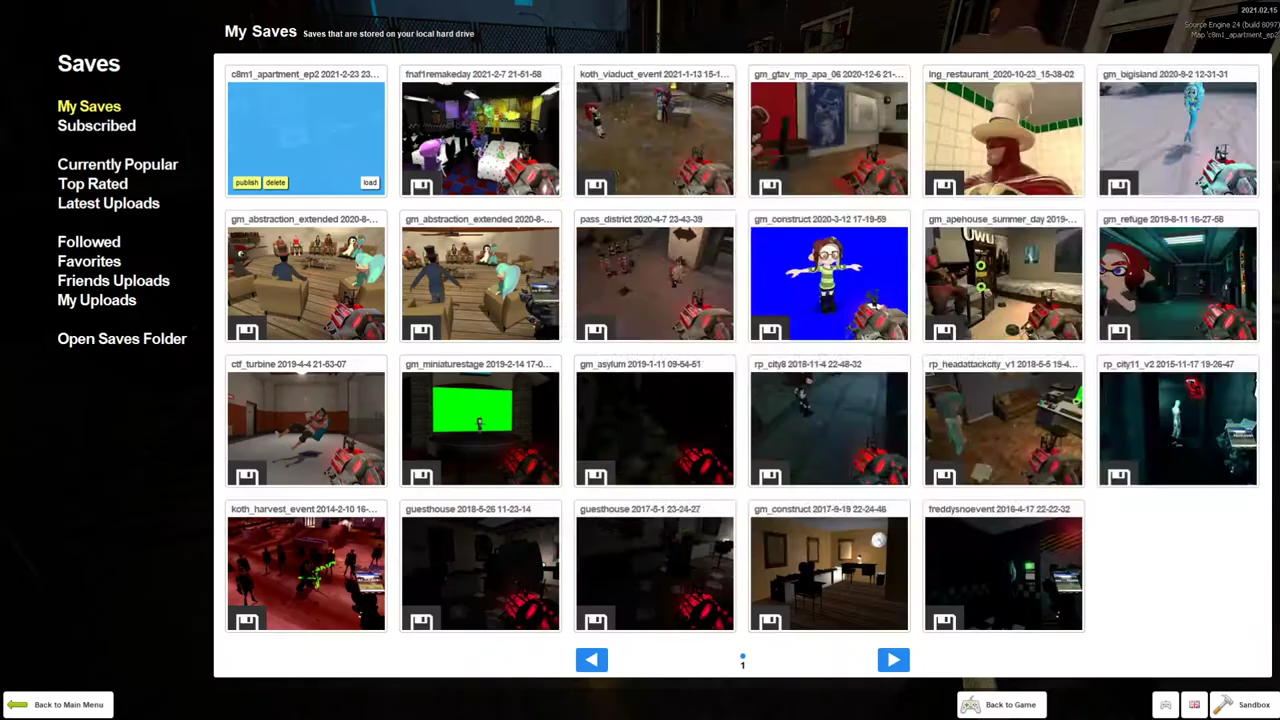 2021.02.15
Source Engine 24 (build 8097)
Map 'c8m1_apartment_ep2'
My Saves Saves that are stored on your local hard drive
Saves
My Saves
Subscribed
Currently Popular
Top Rated
Latest Uploads
Followed
Favorites
Friends Uploads
My Uploads
Open Saves Folder
c8m1_apartment_ep2 2021-2-23 23...
fnaf1remakeday 2021-2-7 21-51-58
koth_viaduct_event 2021-1-13 15-1...
gm_gtav_mp_apa_06 2020-12-6 21-...
lng_restaurant_2020-10-23_15-38-02
gm_bigisland 2020-9-2 12-31-31
publish delete load
gm_abstraction_extended 2020-8-...
gm_abstraction_extended 2020-8-...
pass_district 2020-4-7 23-43-39
gm_construct 2020-3-12 17-19-59
gm_apehouse_summer_day 2019-...
gm_refuge 2019-8-11 16-27-58
UWU
ctf_turbine 2019-4-4 21-53-07
gm_miniaturestage 2019-2-14 17-0...
gm_asylum 2019-1-11 09-54-51
rp_city8 2018-11-4 22-48-32
rp_headattackcity_v1 2018-5-5 19-4...
rp_city11_v2 2015-11-17 19-26-47
koth_harvest_event 2014-2-10 16-...
guesthouse 2018-5-26 11-23-14
guesthouse 2017-5-1 23-24-27
gm_construct 2017-9-19 22-24-46
freddysnoevent 2016-4-17 22-22-32
1
Back to Main Menu
Back to Game
Sandbox